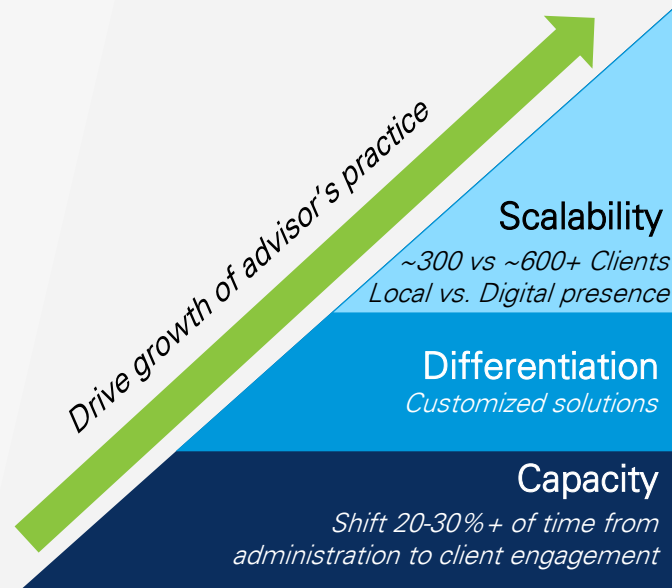 Drive growth of advisor's practice
Scalability
~300 vs ~600+ Clients
Local vs. Digital presence
Differentiation
Customized solutions
Capacity
Shift 20-30%+ of time from
administration to client engagement